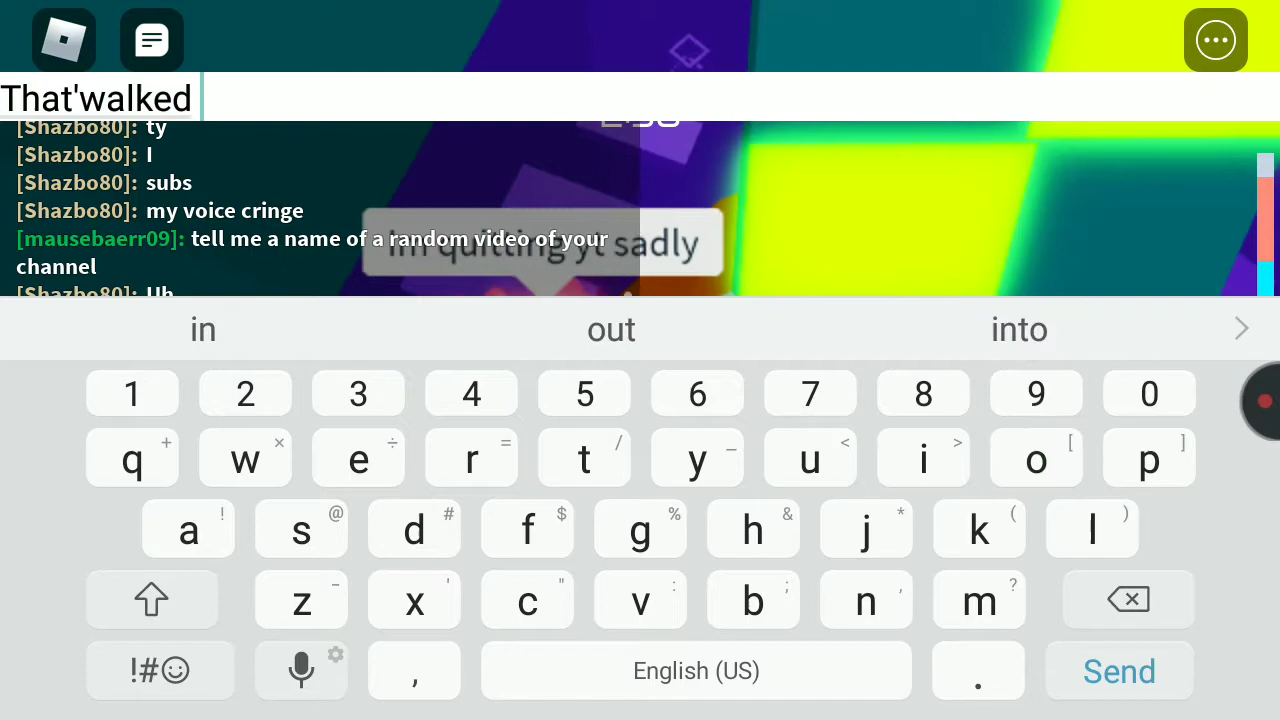 That'walked
[Shazbo80]: ty
[Shazbo80]: I
[Shazbo80]: subs
[Shazbo80]: my voice cringe
[mausebaerr09]: tell me a name of a random video of your
channel
[Shazbo80]: Uh
Im quitting yt sadly
in out into
1 2 3 4 5 6 7 8 9 0
q + w × e ÷ r = t / y _ u < i > o [ p ]
a ! s @ d # f $ g % h & j * k ( l )
z - x ' c " v : b ; n , m ?
!#☺ , English (US) . Send